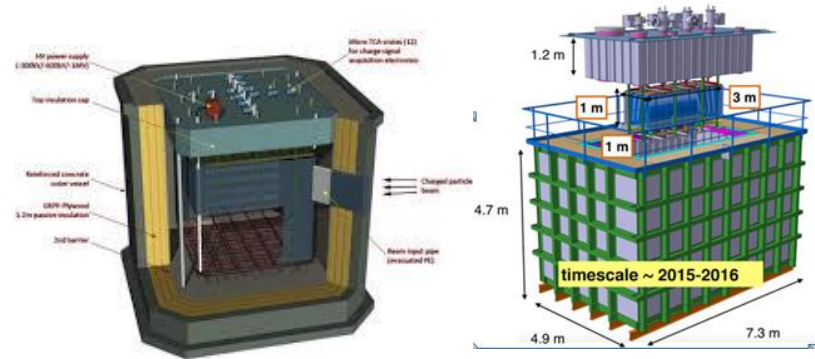 HV power supply
(-300kV/-600kV/-1MV)
Micro TCA crates (12)
for charge signal
acquisition electronics
Top insulation cap
Reinforced concrete
outer vessel
GRPF-Plywood
1.2m passive insulation
2nd barrier
Charged particle
beam
Beam input pipe
(evacuated PE)
1.2 m
1 m
3 m
1 m
4.7 m
timescale ~ 2015-2016
4.9 m
7.3 m